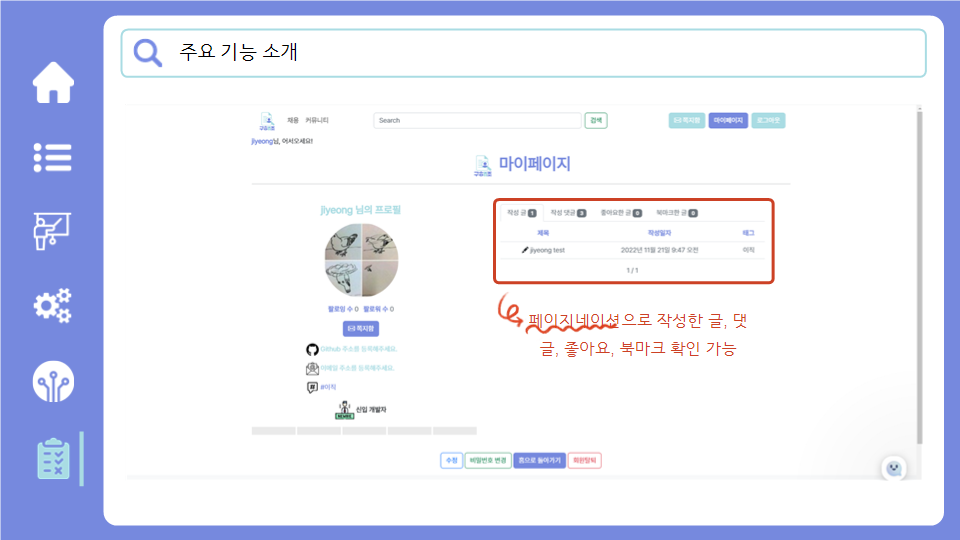 주요 기능 소개
구름스룸
채용 커뮤니티
Search
검색
쪽지함
마이페이지
로그아웃
jiyeong님, 어서오세요!
마이페이지
jiyeong 님의 프로필
팔로잉 수 0 팔로워 수 0
쪽지함
Github 주소를 등록해주세요.
이메일 주소를 등록해주세요.
#이직
신입 개발자
작성 글 1 작성 댓글 3 좋아요한 글 0 북마크한 글 0
제목 작성일자 태그
jiyeong test 2022년 11월 21일 9:47 오전 이직
1 / 1
페이지네이션으로 작성한 글, 댓
글, 좋아요, 북마크 확인 가능
수정 비밀번호 변경 홈으로 돌아가기 회원탈퇴